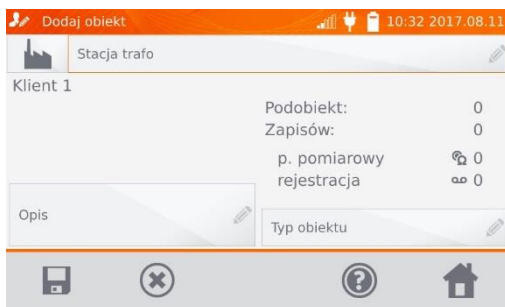 Dodaj obiekt 10:32 2017.08.11
Stacja trafo
Klient 1
Podobiekt: 0
Zapisów: 0
p. pomiarowy 0
rejestracja 0
Opis
Typ obiektu